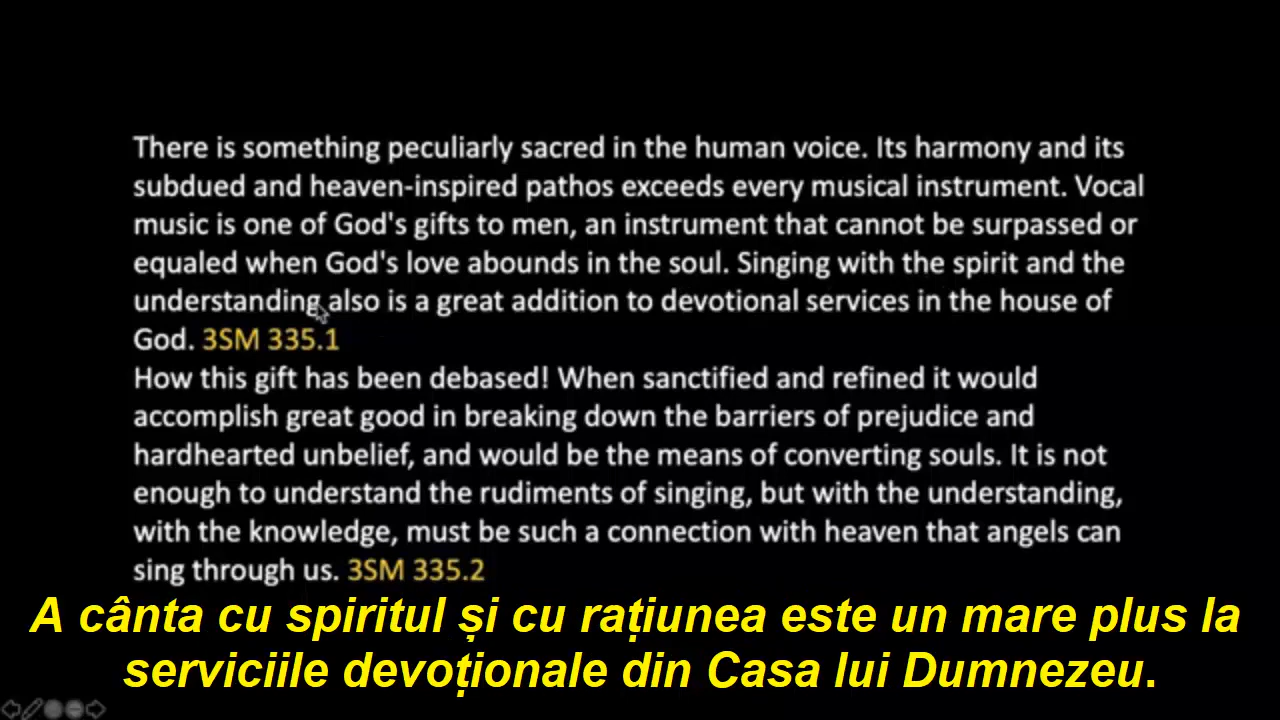 There is something peculiarly sacred in the human voice. Its harmony and its
subdued and heaven-inspired pathos exceeds every musical instrument. Vocal
music is one of God's gifts to men, an instrument that cannot be surpassed or
equaled when God's love abounds in the soul. Singing with the spirit and the
understanding also is a great addition to devotional services in the house of
God. 3SM 335.1
How this gift has been debased! When sanctified and refined it would
accomplish great good in breaking down the barriers of prejudice and
hardhearted unbelief, and would be the means of converting souls. It is not
enough to understand the rudiments of singing, but with the understanding,
with the knowledge, must be such a connection with heaven that angels can
sing through us. 3SM 335.2
A cânta cu spiritul și cu rațiunea este un mare plus la
serviciile devoționale din Casa lui Dumnezeu.